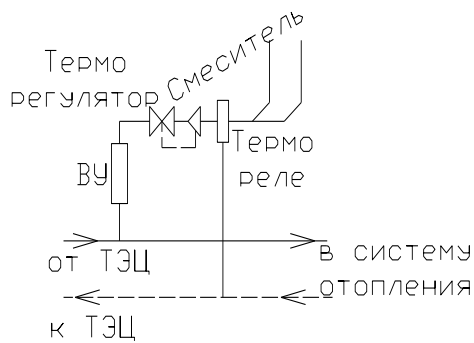 Термо
регулятор
Смеситель
Термо
реле
ВУ
от ТЭЦ
в систему
отопления
к ТЭЦ